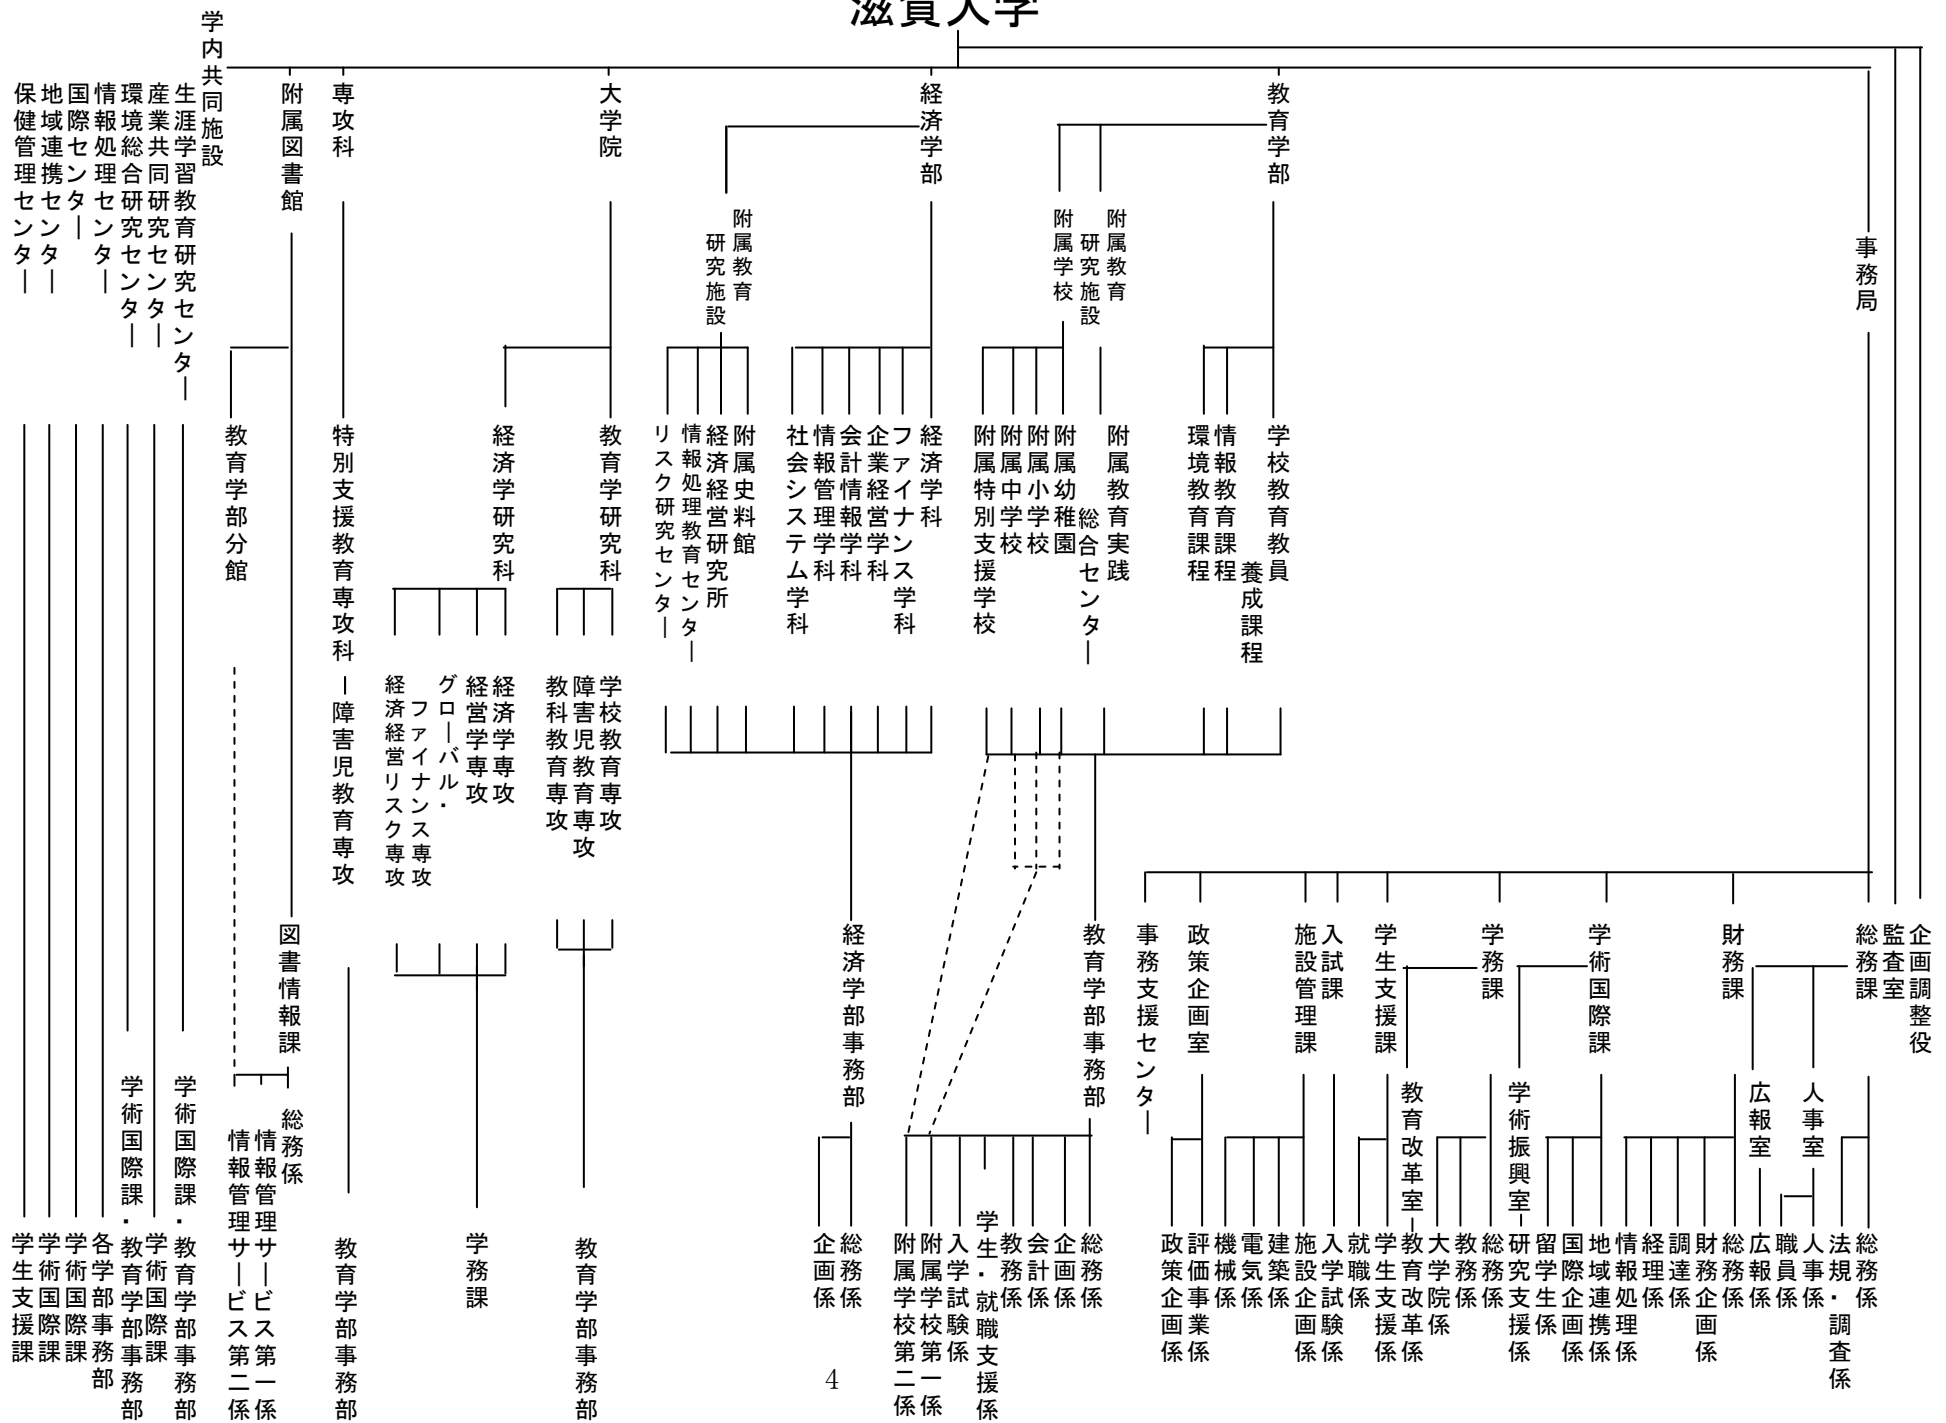 滋賀大学
企画調整役
監査室
事務局
総務課
総務係
法規・調査係
人事室
人事係
職員係
広報室
広報係
財務課
総務係
財務企画係
調達係
経理係
情報処理係
学術国際課
地域連携係
国際企画係
留学生係
学術振興室
研究支援係
学務課
総務係
教務係
大学院係
教育改革室
教育改革係
学生支援課
学生支援係
就職係
入試課
入学試験係
施設管理課
施設企画係
建築係
電気係
機械係
政策企画室
評価事業係
政策企画係
事務支援センター
教育学部
学校教育教員
養成課程
情報教育課程
環境教育課程
附属教育
研究施設
附属教育実践
総合センター
附属学校
附属幼稚園
附属小学校
附属中学校
附属特別支援学校
教育学部事務部
総務係
企画係
会計係
教務係
学生・就職支援係
入学試験係
附属学校第一係
附属学校第二係
経済学部
経済学科
ファイナンス学科
企業経営学科
会計情報学科
情報管理学科
社会システム学科
附属教育
研究施設
附属史料館
経済経営研究所
情報処理教育センター
リスク研究センター
経済学部事務部
総務係
企画係
大学院
教育学研究科
学校教育専攻
障害児教育専攻
教科教育専攻
教育学部事務部
経済学研究科
経済学専攻
経営学専攻
グローバル・
ファイナンス専攻
経済経営リスク専攻
学務課
専攻科
特別支援教育専攻科
障害児教育専攻
教育学部事務部
附属図書館
教育学部分館
図書情報課
総務係
情報管理サービス第一係
情報管理サービス第二係
学内共同施設
生涯学習教育研究センター
学術国際課・教育学部事務部
産業共同研究センター
学術国際課
環境総合研究センター
学術国際課・教育学部事務部
情報処理センター
各学部事務部
国際センター
学術国際課
地域連携センター
学術国際課
保健管理センター
学生支援課
4